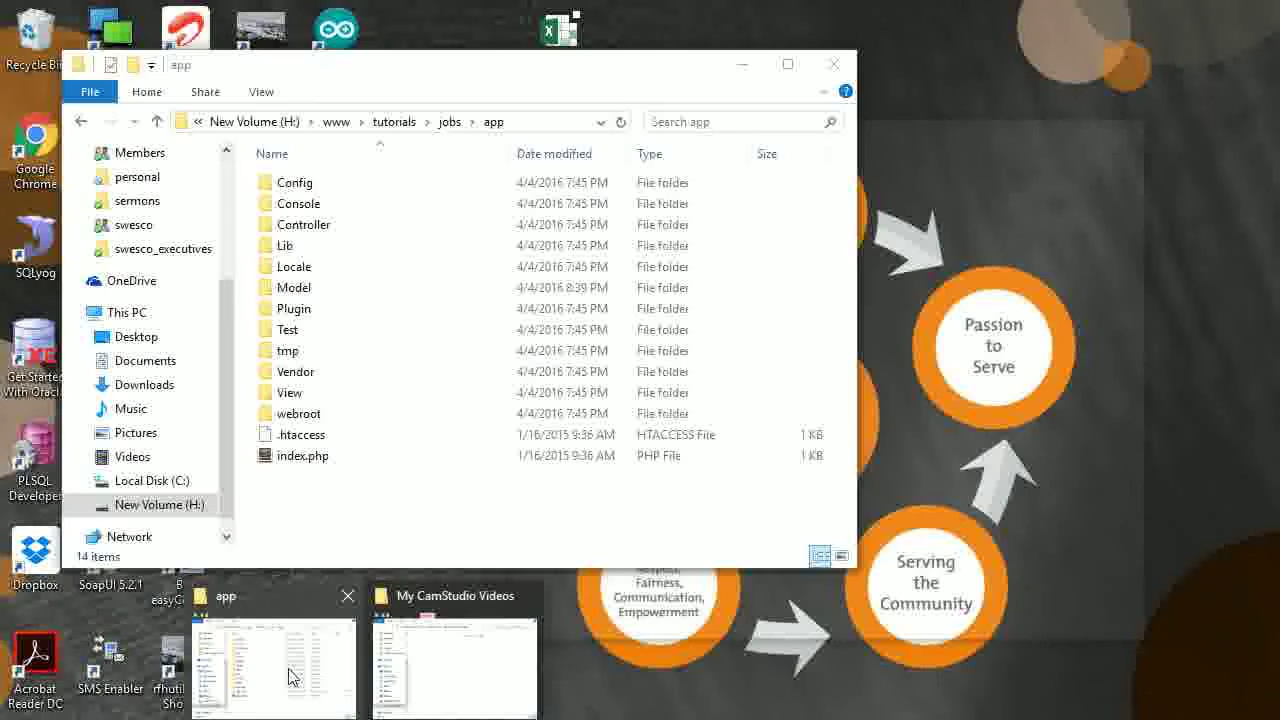 Recycle Bin
app
File
Home
Share
View
« New Volume (H:) > www > tutorials > jobs > app
Search app
Name
Date modified
Type
Size
Members
personal
sermons
swesco
swesco_executives
OneDrive
This PC
Desktop
Documents
Downloads
Music
Pictures
Videos
Local Disk (C:)
New Volume (H:)
Network
Config 4/4/2016 7:45 PM File folder
Console 4/4/2016 7:45 PM File folder
Controller 4/4/2016 7:45 PM File folder
Lib 4/4/2016 7:45 PM File folder
Locale 4/4/2016 7:45 PM File folder
Model 4/4/2016 8:39 PM File folder
Plugin 4/4/2016 7:45 PM File folder
Test 4/4/2016 7:45 PM File folder
tmp 4/4/2016 7:45 PM File folder
Vendor 4/4/2016 7:45 PM File folder
View 4/4/2016 7:45 PM File folder
webroot 4/4/2016 7:45 PM File folder
.htaccess 1/16/2015 9:36 AM HTACCESS File 1 KB
index.php 1/16/2015 9:36 AM PHP File 1 KB
14 items
Google
Chrome
SQLyog
Get Started
With Oracl
PLSQL
Developer
Dropbox
SoapUI 5.2.1
Reader DC
SMS Exporter
Sho
Passion
to
Serve
Serving
the
Community
Fairness,
Communication,
Empowerment
app
My CamStudio Videos